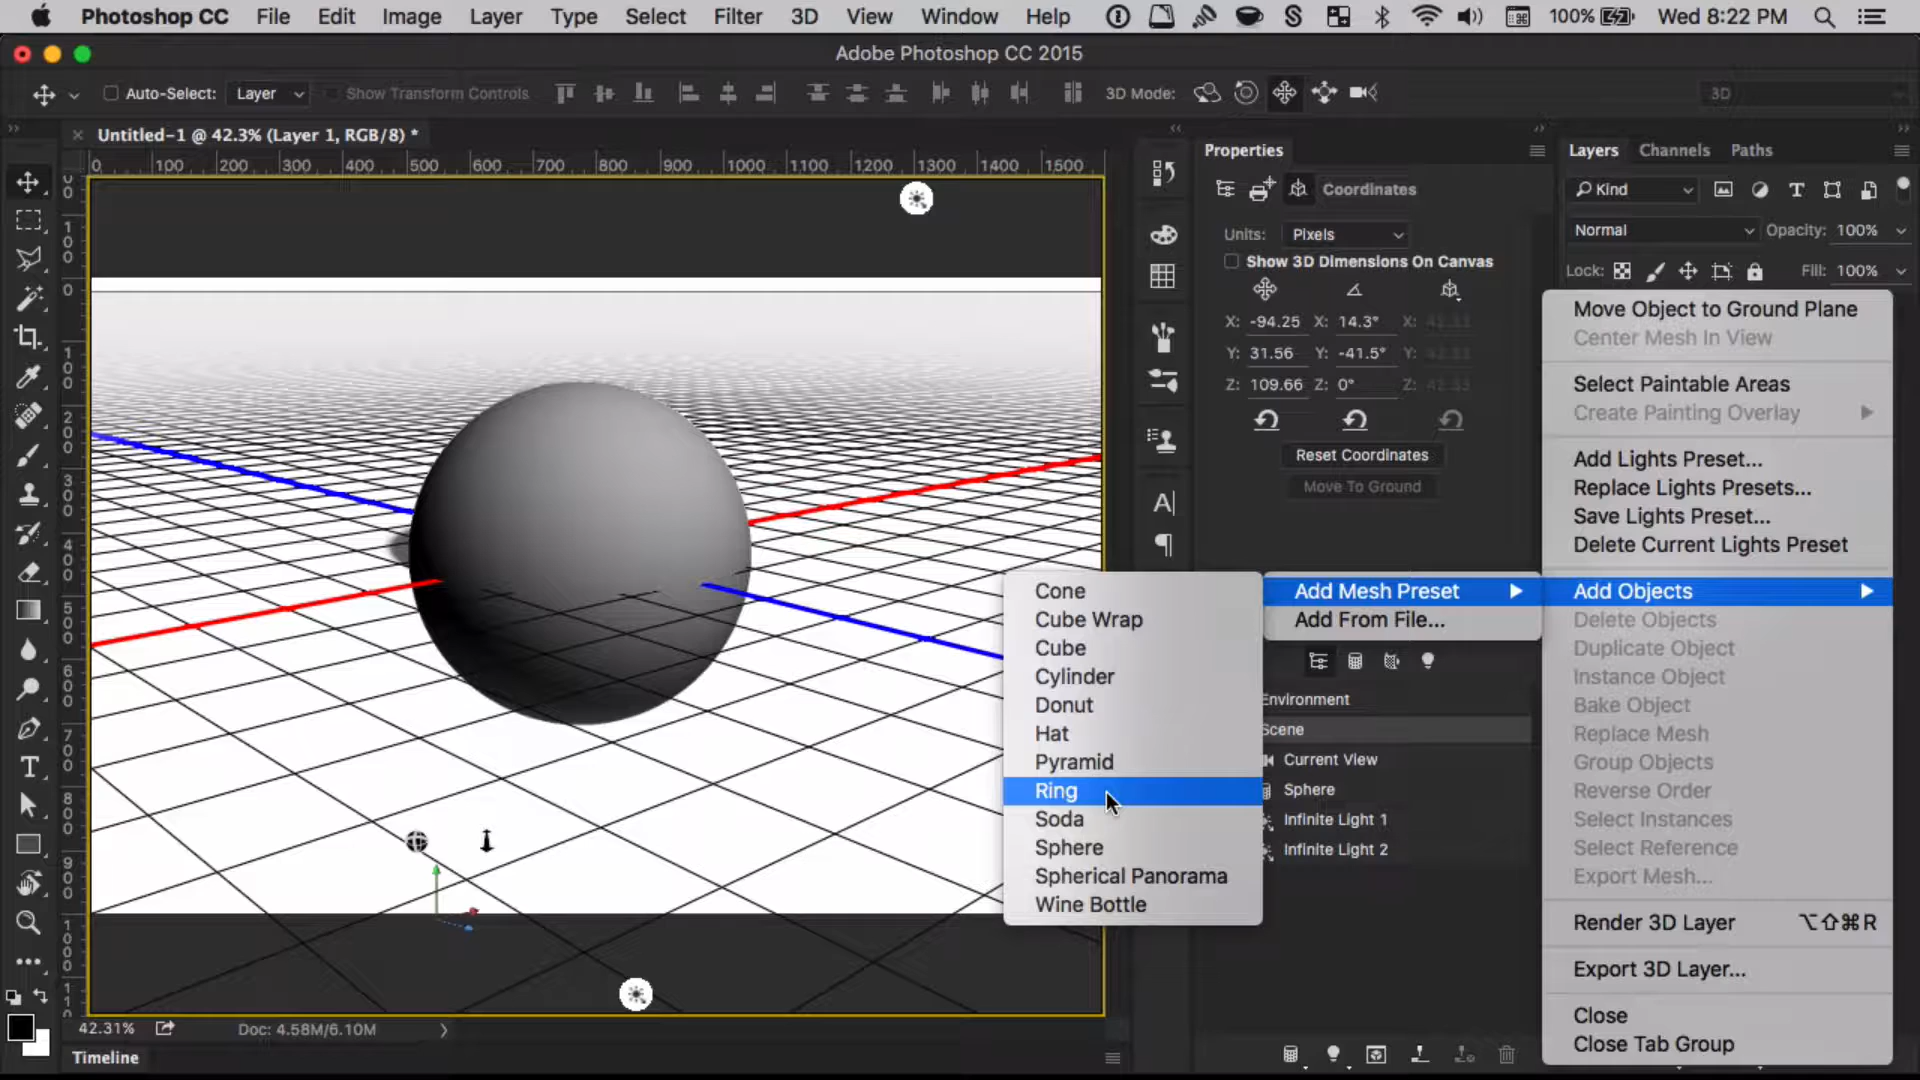 Photoshop CC File Edit Image Layer Type Select Filter 3D View Window Help 100% Wed 8:22 PM
Adobe Photoshop CC 2015
Auto-Select: Layer Show Transform Controls 3D Mode: 3D
Untitled-1 @ 42.3% (Layer 1, RGB/8) *
0 100 200 300 400 500 600 700 800 900 1000 1100 1200 1300 1400 1500
Properties
Coordinates
Units: Pixels
Show 3D Dimensions On Canvas
X: -94.25 X: 14.3° X:
Y: 31.56 Y: -41.5° Y:
Z: 109.66 Z: 0° Z:
Reset Coordinates
Move To Ground
Layers Channels Paths
Kind
Normal Opacity: 100%
Lock: Fill: 100%
Move Object to Ground Plane
Center Mesh In View
Select Paintable Areas
Create Painting Overlay
Add Lights Preset...
Replace Lights Presets...
Save Lights Preset...
Delete Current Lights Preset
Add Objects
Delete Objects
Duplicate Object
Instance Object
Bake Object
Replace Mesh
Group Objects
Reverse Order
Select Instances
Select Reference
Export Mesh...
Render 3D Layer ⌥⇧⌘R
Export 3D Layer...
Close
Close Tab Group
Add Mesh Preset
Add From File...
Cone
Cube Wrap
Cube
Cylinder
Donut
Hat
Pyramid
Ring
Soda
Sphere
Spherical Panorama
Wine Bottle
Environment
Scene
Current View
Sphere
Infinite Light 1
Infinite Light 2
42.31% Doc: 4.58M/6.10M
Timeline